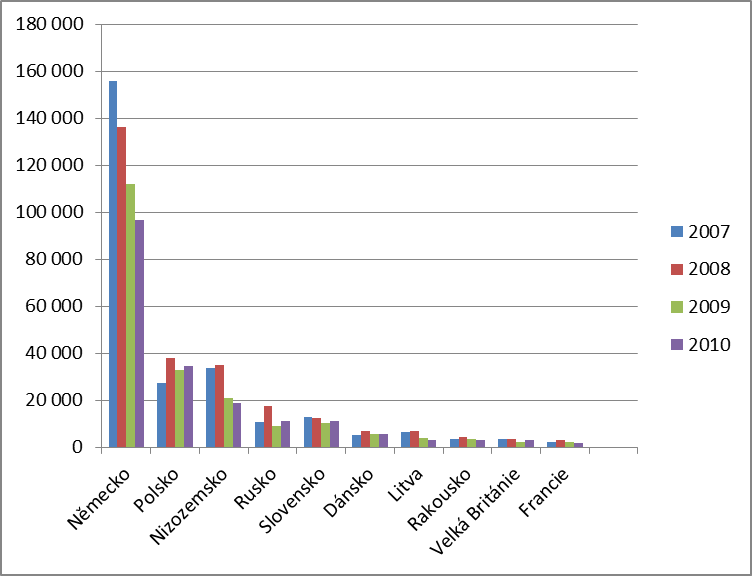 180 000
160 000
140 000
120 000
100 000
80 000
60 000
40 000
20 000
0
Německo
Polsko
Nizozemsko
Rusko
Slovensko
Dánsko
Litva
Rakousko
Velká Británie
Francie
2007
2008
2009
2010